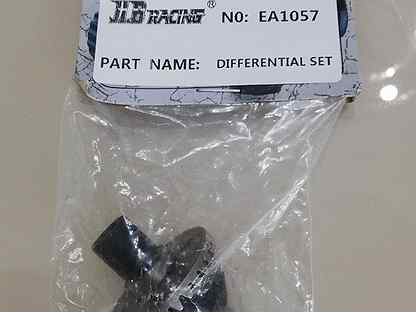 JLB RACING® NO: EA1057
PART NAME: DIFFERENTIAL SET